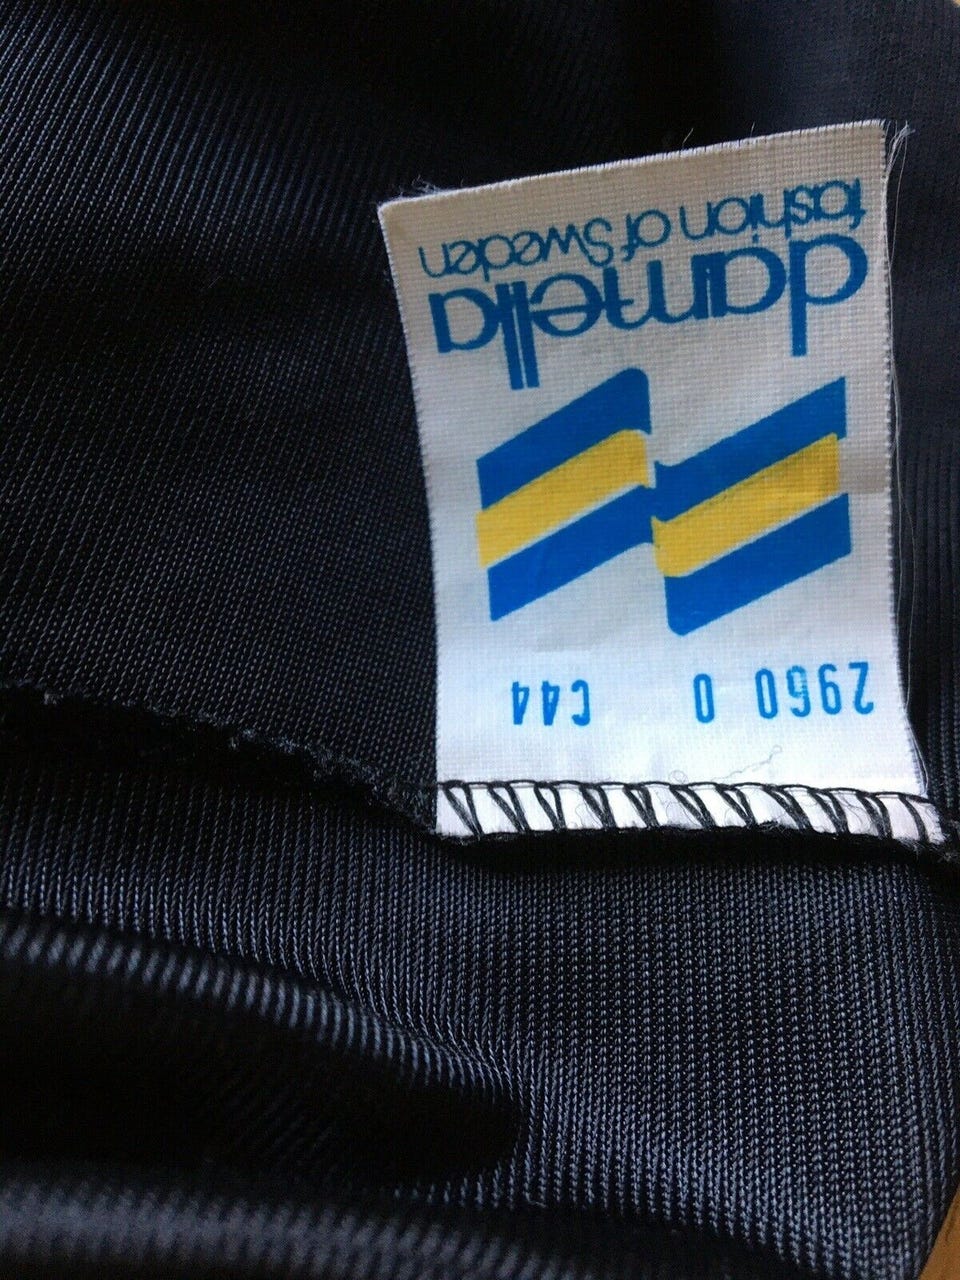 2960 0 C44
damella
fashion of Sweden